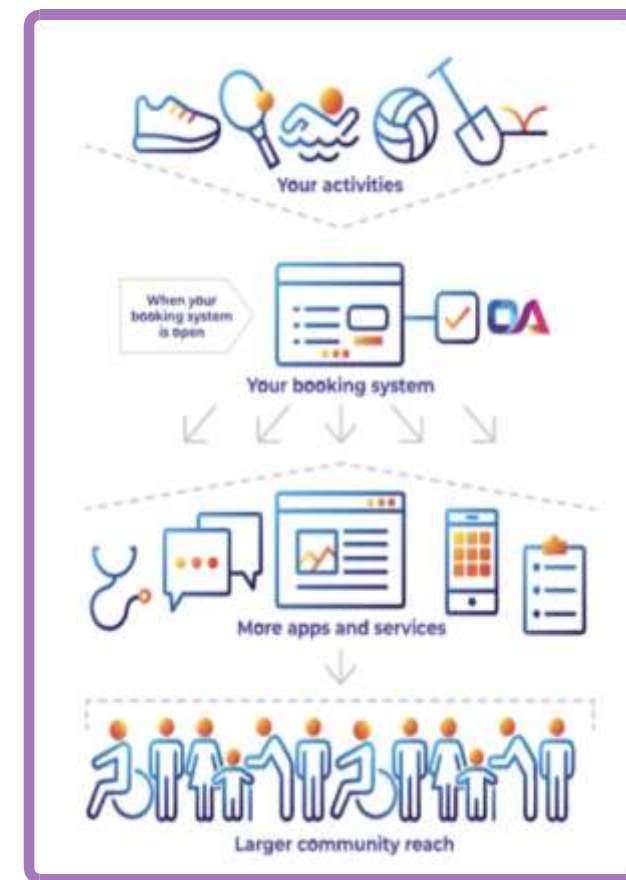 Your activities
When your
booking system
is open
OA
Your booking system
More apps and services
Larger community reach